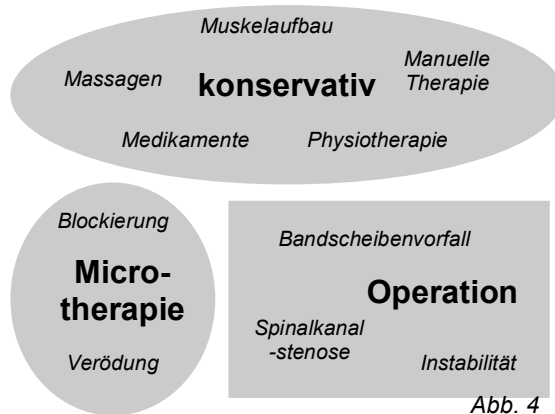 Muskelaufbau
Massagen
konservativ
Manuelle
Therapie
Medikamente
Physiotherapie
Blockierung
Micro-
therapie
Verödung
Bandscheibenvorfall
Operation
Spinalkanal
-stenose
Instabilität
Abb. 4